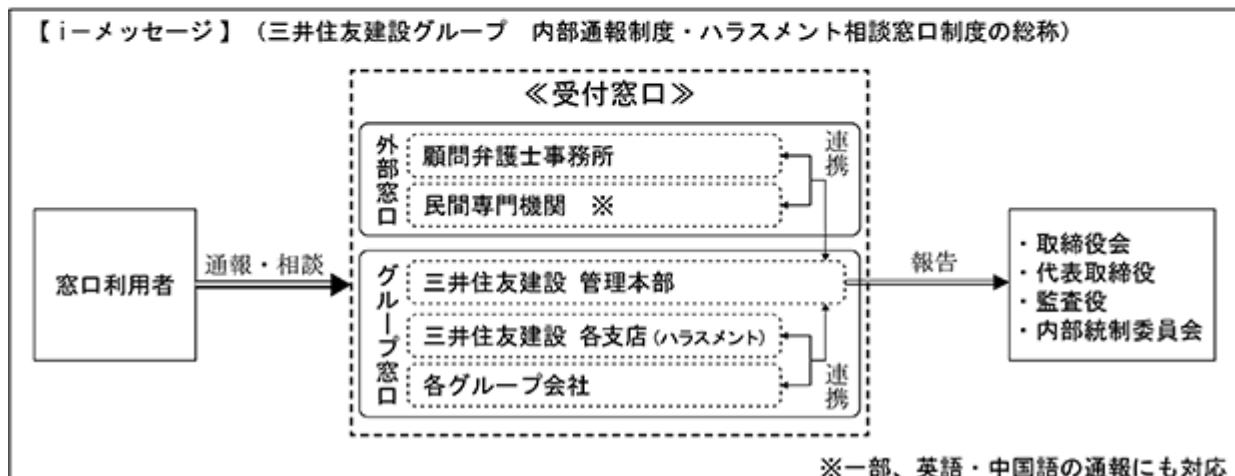 【ⅰ－メッセージ】（三井住友建設グループ　内部通報制度・ハラスメント相談窓口制度の総称）
≪受付窓口≫
外部窓口
顧問弁護士事務所
民間専門機関　※
連携
窓口利用者
通報・相談
グループ窓口
三井住友建設 管理本部
三井住友建設 各支店（ハラスメント）
各グループ会社
連携
報告
・取締役会
・代表取締役
・監査役
・内部統制委員会
※一部、英語・中国語の通報にも対応